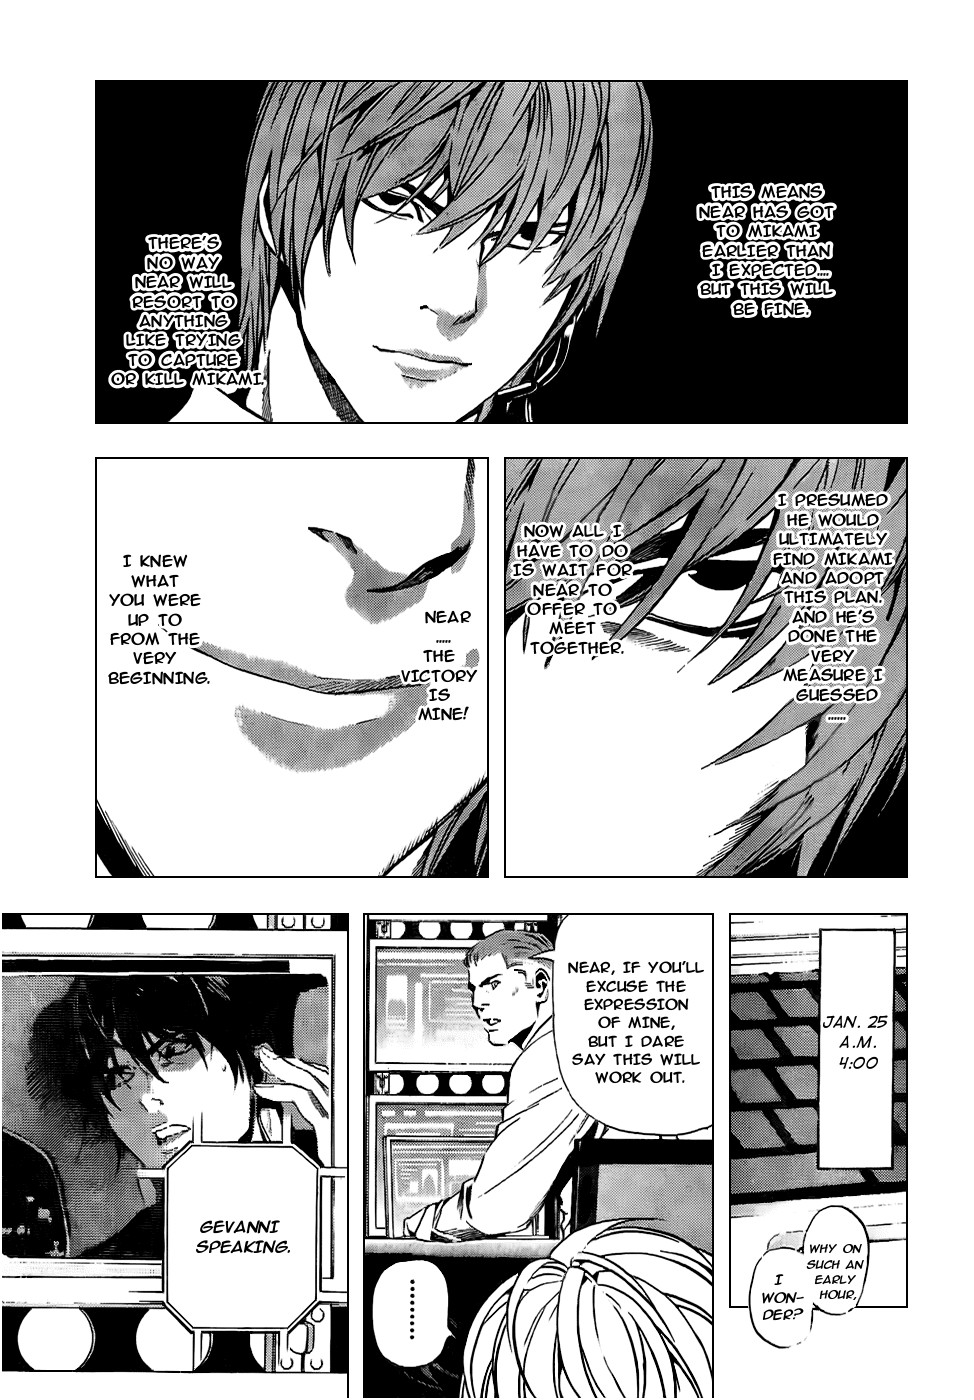 THIS MEANS
NEAR HAS GOT
TO MIKAMI
EARLIER THAN
I EXPECTED....
BUT THIS WILL
BE FINE.
THERE'S
NO WAY
NEAR WILL
RESORT TO
ANYTHING
LIKE TRYING
TO CAPTURE
OR KILL MIKAMI.
I PRESUMED
HE WOULD
ULTIMATELY
FIND MIKAMI
AND ADOPT
THIS PLAN.
AND HE'S
DONE THE
VERY
MEASURE I
GUESSED
......
NOW ALL I
HAVE TO DO
IS WAIT FOR
NEAR TO
OFFER TO
MEET
TOGETHER.
NEAR
.....
THE
VICTORY
IS
MINE!
I KNEW
WHAT
YOU WERE
UP TO
FROM THE
VERY
BEGINNING.
JAN. 25
A.M.
4:00
WHY ON
SUCH AN
EARLY
HOUR,
I
WON-
DER?
NEAR, IF YOU'LL
EXCUSE THE
EXPRESSION
OF MINE,
BUT I DARE
SAY THIS WILL
WORK OUT.
.........
GEVANNI
SPEAKING.